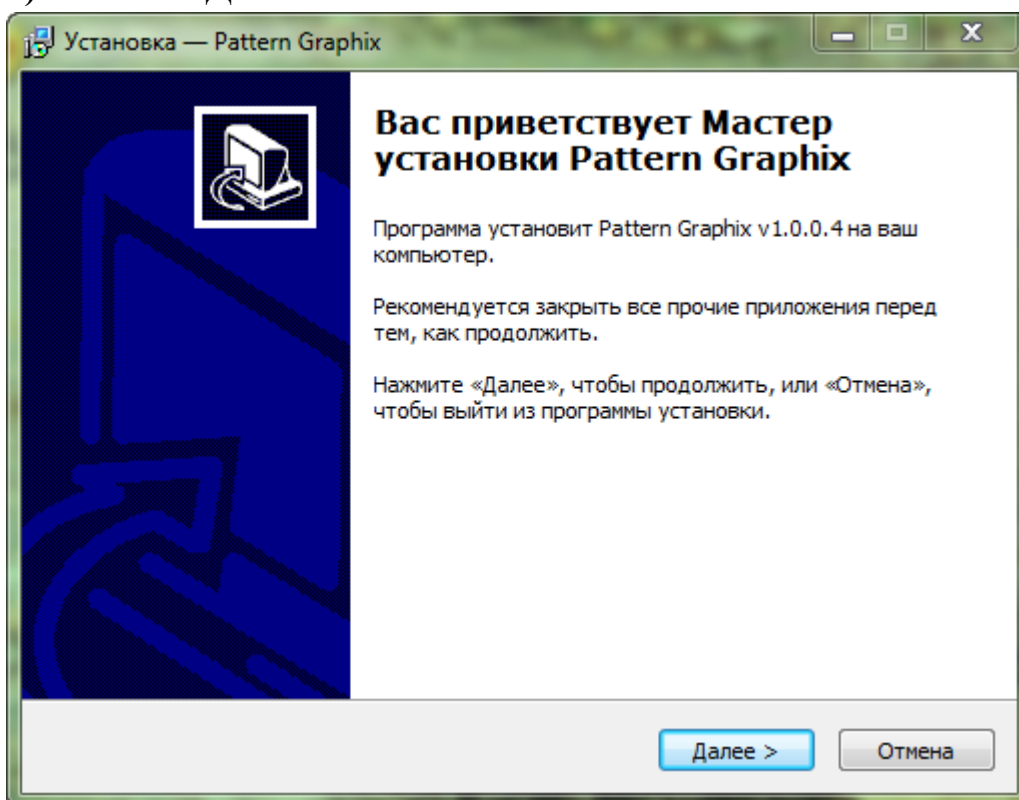 Установка — Pattern Graphix
Вас приветствует Мастер
установки Pattern Graphix
Программа установит Pattern Graphix v1.0.0.4 на ваш
компьютер.
Рекомендуется закрыть все прочие приложения перед
тем, как продолжить.
Нажмите «Далее», чтобы продолжить, или «Отмена»,
чтобы выйти из программы установки.
Далее >
Отмена